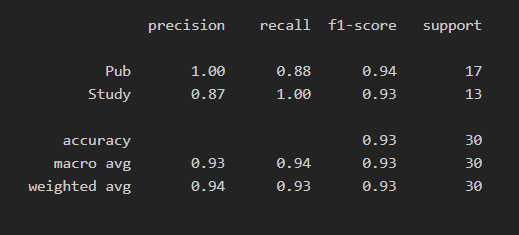 precision recall f1-score support
Pub 1.00 0.88 0.94 17
Study 0.87 1.00 0.93 13
accuracy 0.93 30
macro avg 0.93 0.94 0.93 30
weighted avg 0.94 0.93 0.93 30